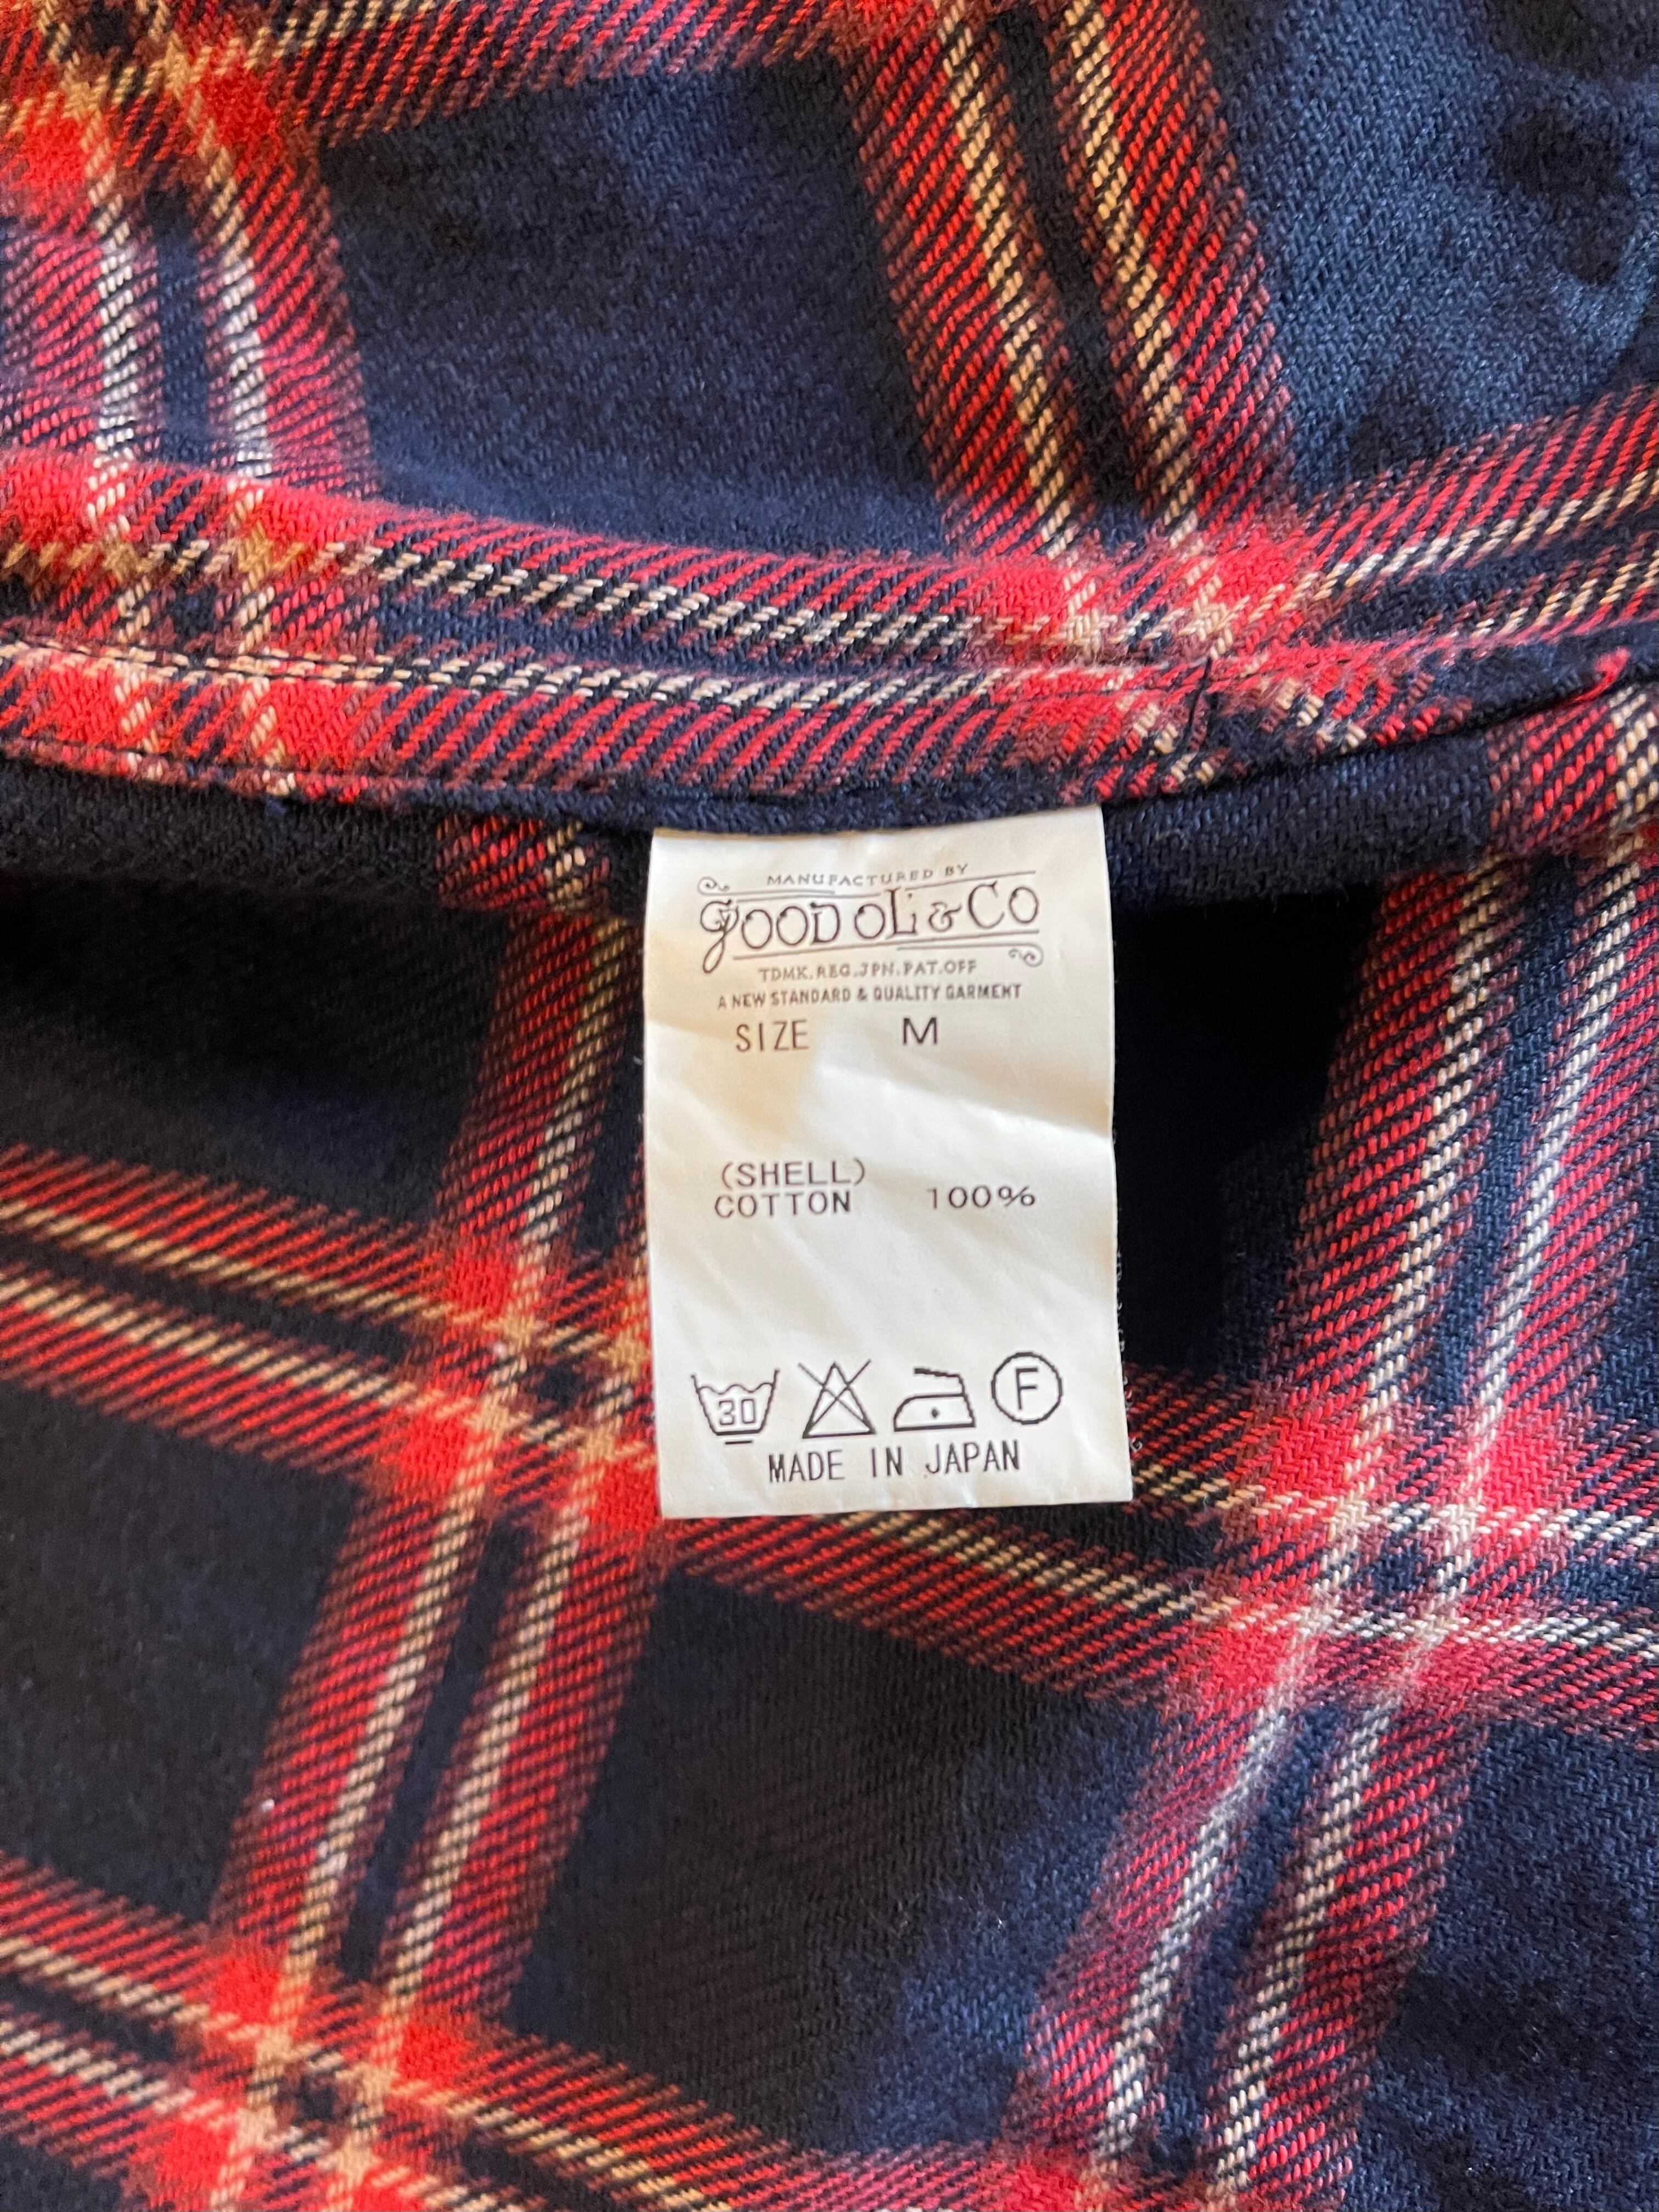 MANUFACTURED BY
GOOD OL' & CO
TDMK.REG.JPN.PAT.OFF
A NEW STANDARD & QUALITY GARMENT
SIZE M
(SHELL)
COTTON 100%
30 F
MADE IN JAPAN